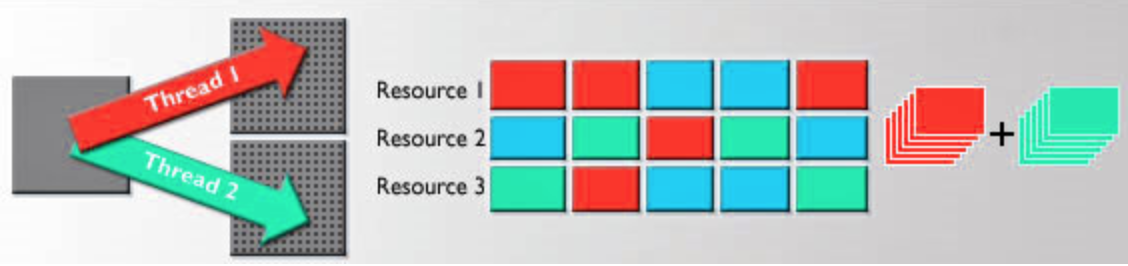 Thread 1
Thread 2
Resource 1
Resource 2
Resource 3
+